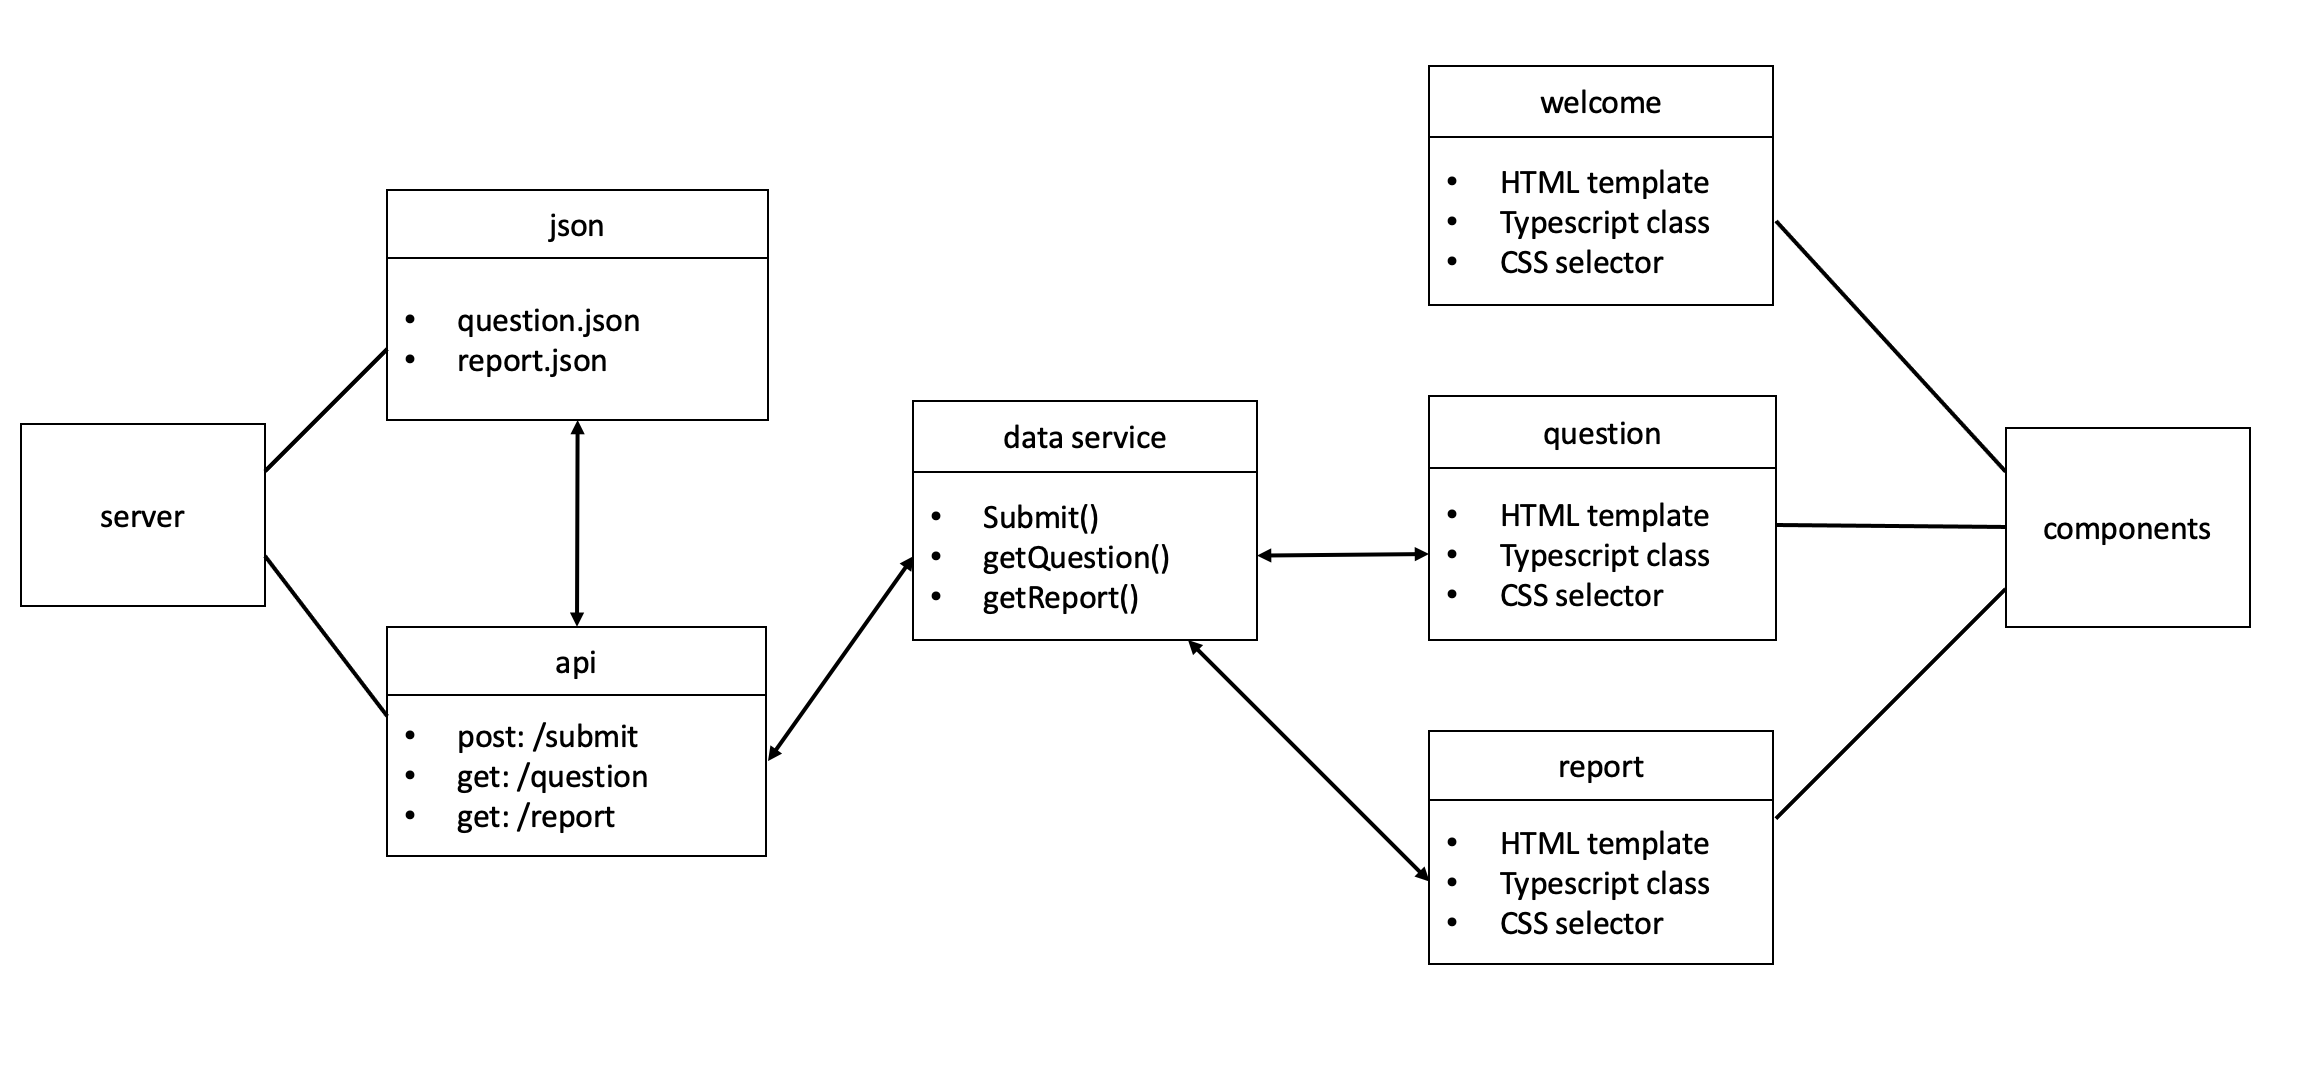 server
json
• question.json
• report.json
api
• post: /submit
• get: /question
• get: /report
data service
• Submit()
• getQuestion()
• getReport()
welcome
• HTML template
• Typescript class
• CSS selector
question
• HTML template
• Typescript class
• CSS selector
report
• HTML template
• Typescript class
• CSS selector
components